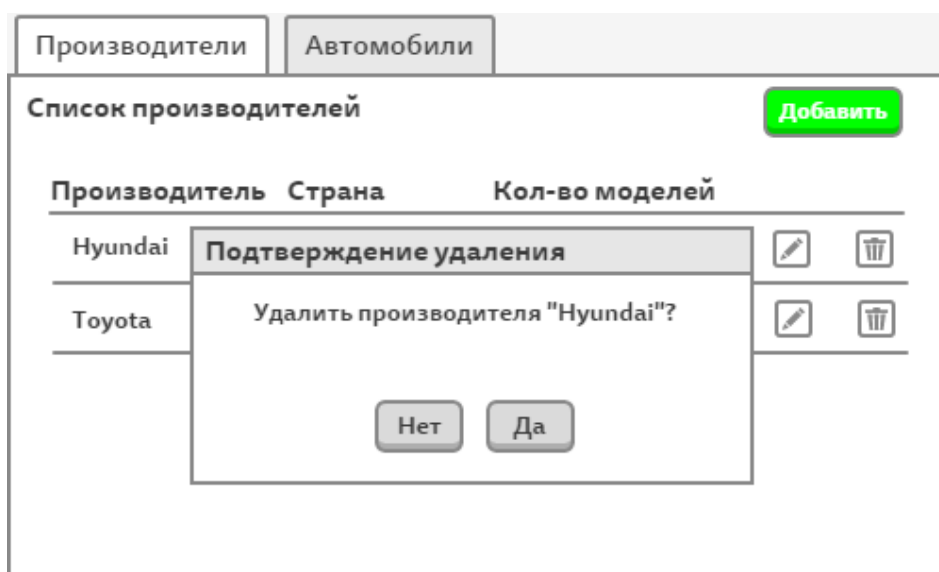 Производители Автомобили
Список производителей Добавить
Производитель Страна Кол-во моделей
Hyundai
Подтверждение удаления
Удалить производителя "Hyundai"?
Toyota
Нет Да